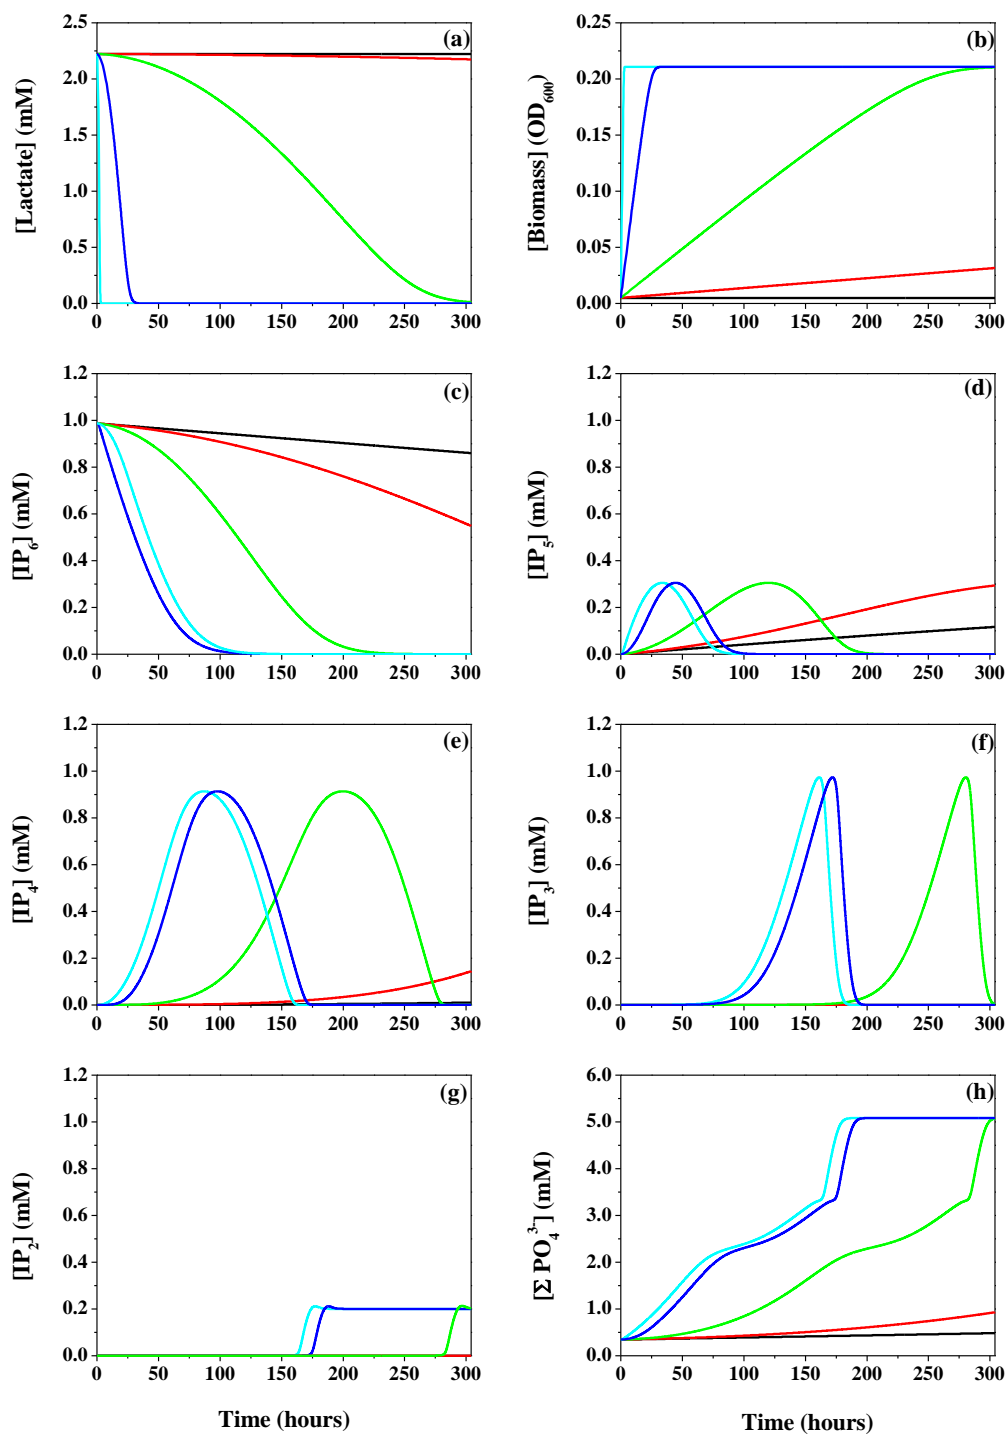 (a)
[Lactate] (mM)
2.5
2.0
1.5
1.0
0.5
0.0
0 50 100 150 200 250 300
(b)
[Biomass] (OD600)
0.25
0.20
0.15
0.10
0.05
0.00
0 50 100 150 200 250 300
(c)
[IP6] (mM)
1.2
1.0
0.8
0.6
0.4
0.2
0.0
0 50 100 150 200 250 300
(d)
[IP5] (mM)
1.2
1.0
0.8
0.6
0.4
0.2
0.0
0 50 100 150 200 250 300
(e)
[IP4] (mM)
1.2
1.0
0.8
0.6
0.4
0.2
0.0
0 50 100 150 200 250 300
(f)
[IP3] (mM)
1.2
1.0
0.8
0.6
0.4
0.2
0.0
0 50 100 150 200 250 300
(g)
[IP2] (mM)
1.2
1.0
0.8
0.6
0.4
0.2
0.0
0 50 100 150 200 250 300
Time (hours)
(h)
[Σ PO4 3-] (mM)
6.0
5.0
4.0
3.0
2.0
1.0
0.0
0 50 100 150 200 250 300
Time (hours)